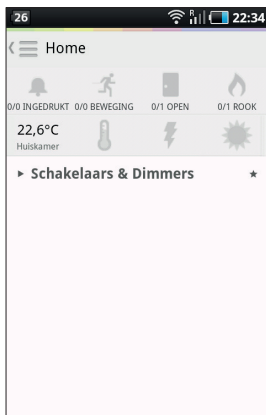 26 R 22:34
Home
0/0 INGEDRUKT 0/0 BEWEGING 0/1 OPEN 0/1 ROOK
22,6°C
Huiskamer
Schakelaars & Dimmers